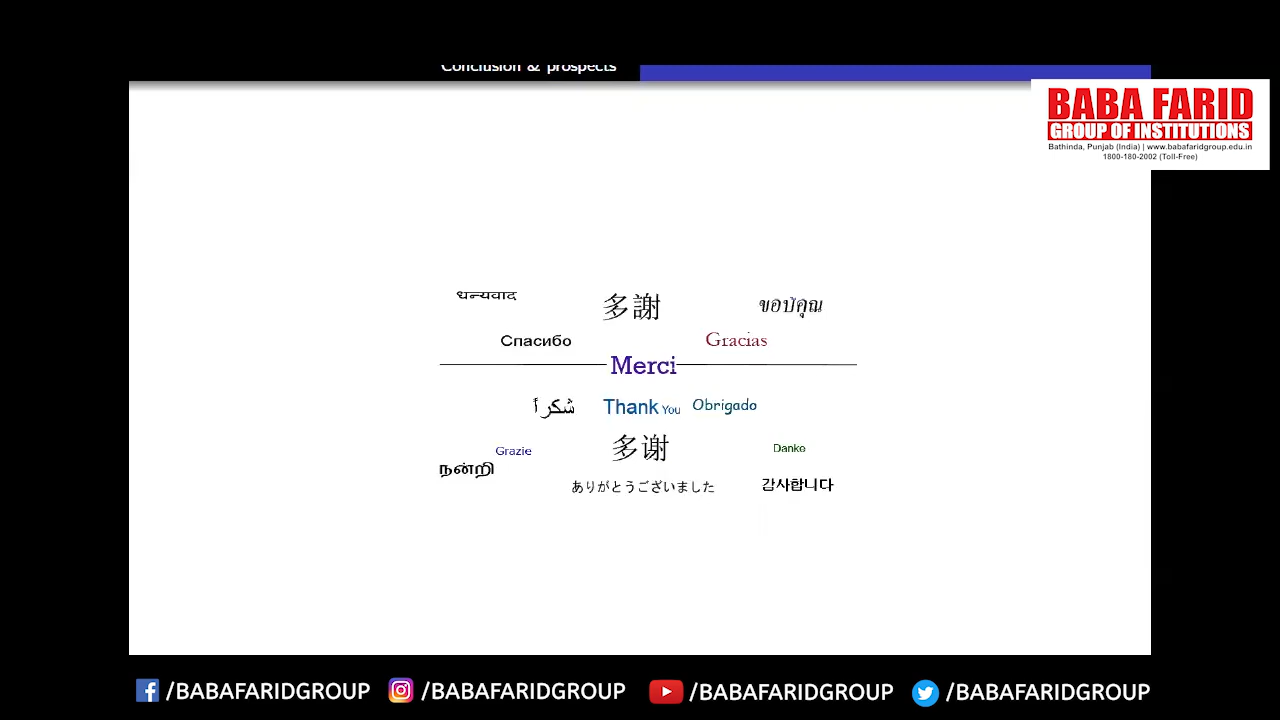 Conclusion & prospects
BABA FARID
GROUP OF INSTITUTIONS
Bathinda, Punjab (India) | www.babafaridgroup.edu.in
1800-180-2002 (Toll-Free)
धन्यवाद 多謝 ขอบคุณ
Спасибо Gracias
Merci
شكراً Thank You Obrigado
Grazie 多谢 Danke
நன்றி
ありがとうございました 감사합니다
/BABAFARIDGROUP /BABAFARIDGROUP /BABAFARIDGROUP /BABAFARIDGROUP